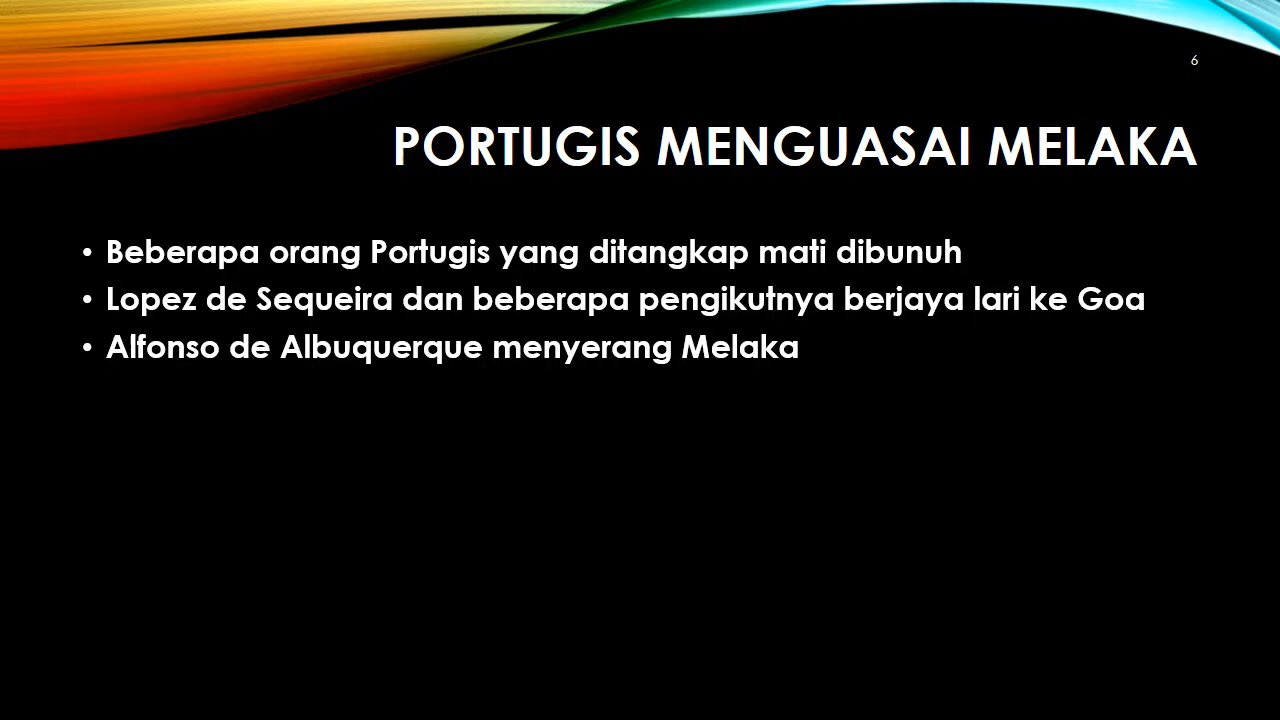 6
PORTUGIS MENGUASAI MELAKA
• Beberapa orang Portugis yang ditangkap mati dibunuh
• Lopez de Sequeira dan beberapa pengikutnya berjaya lari ke Goa
• Alfonso de Albuquerque menyerang Melaka